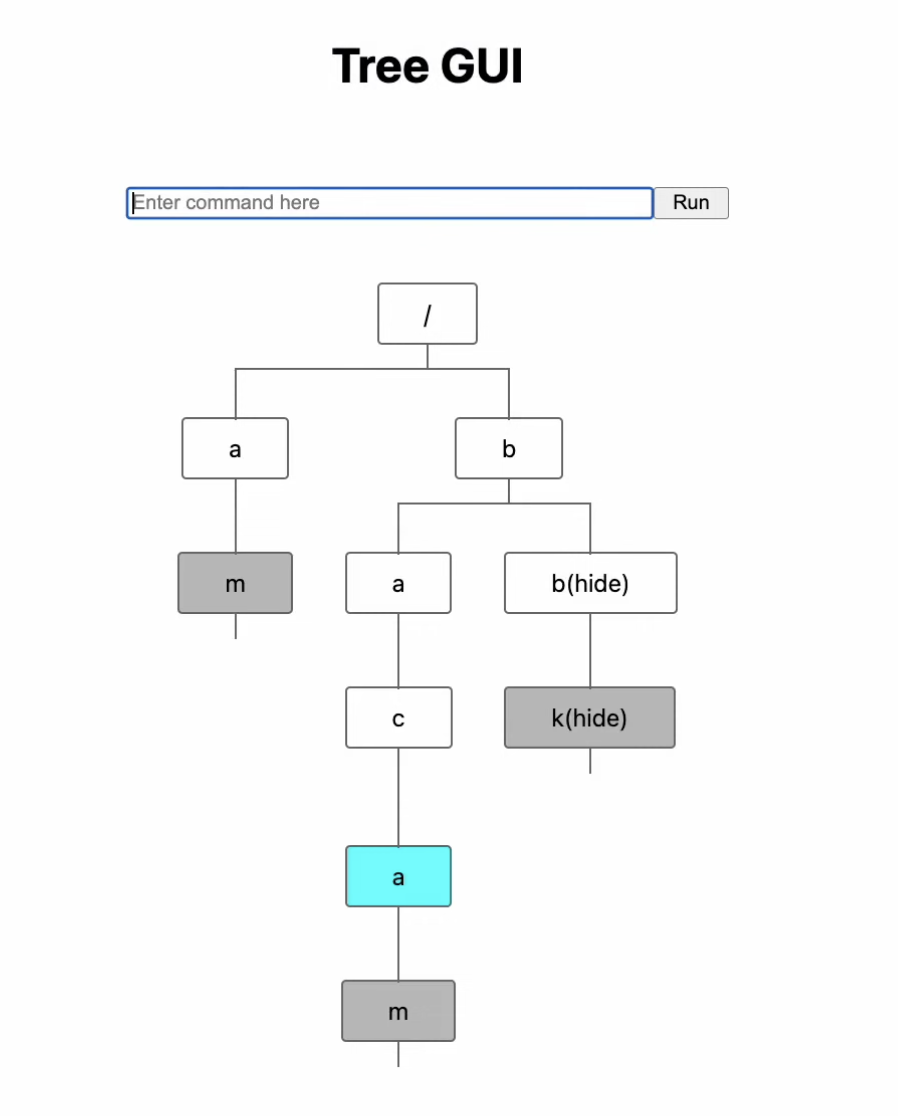 Tree GUI
Enter command here
Run
/
a
b
m
a
b(hide)
c
k(hide)
a
m